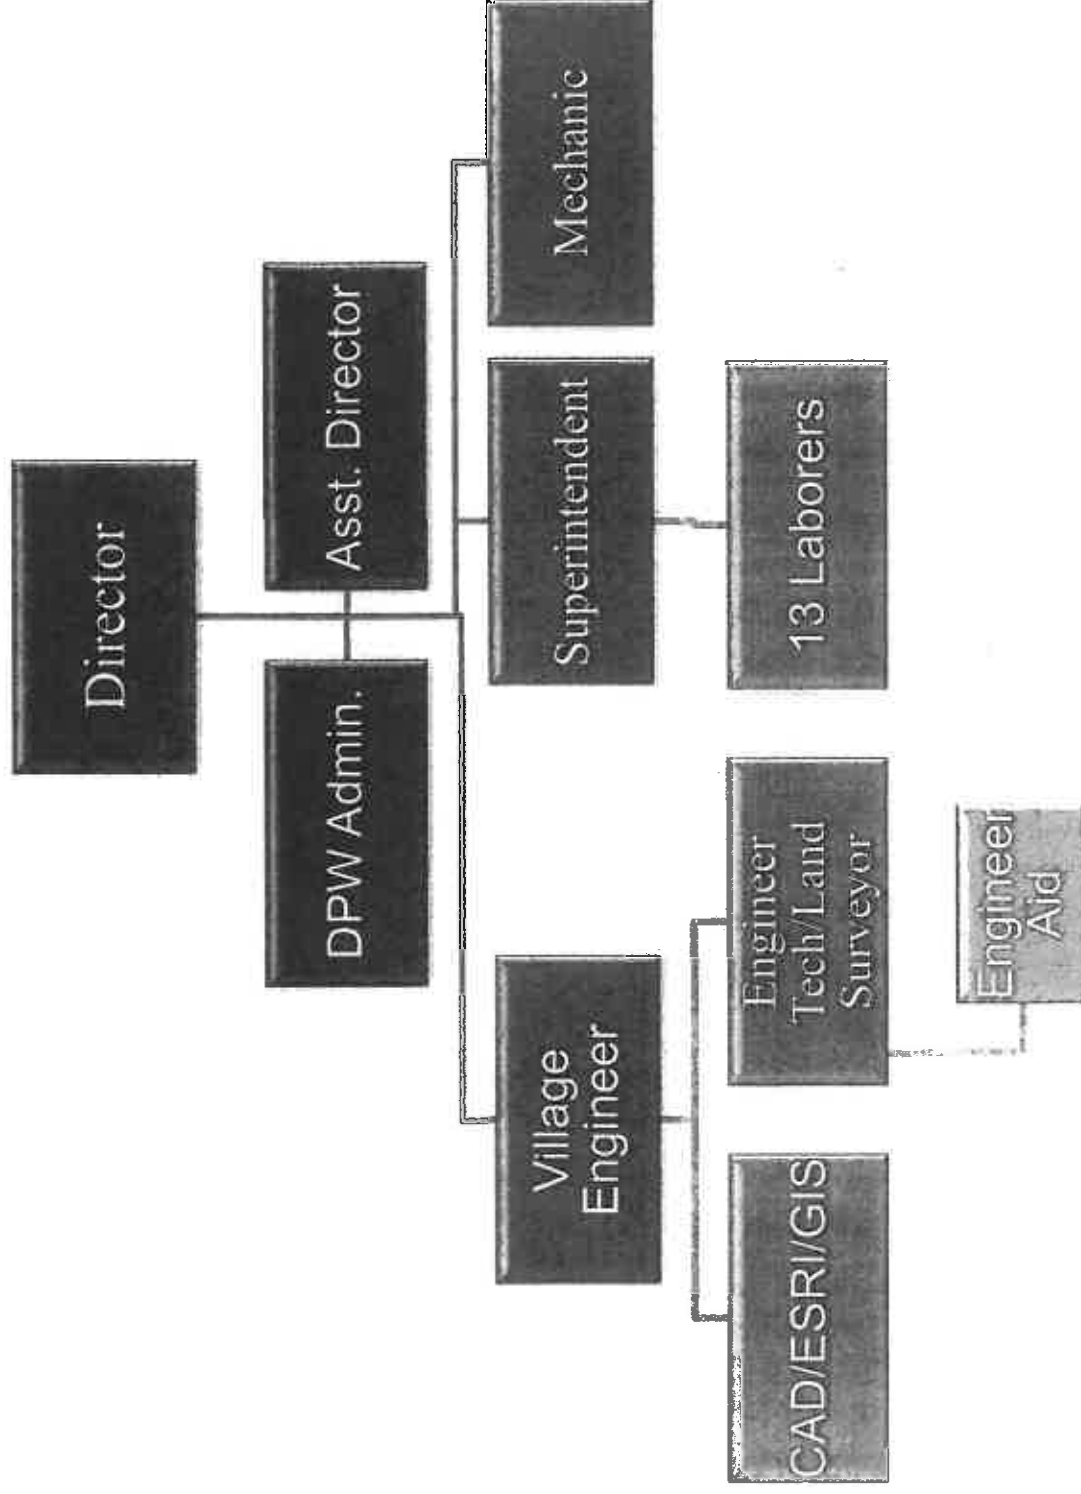 Director
DPW Admin.
Asst. Director
Village
Engineer
Superintendent
Mechanic
CAD/ESRI/GIS
Engineer
Tech/Land
Surveyor
13 Laborers
Engineer
Aid